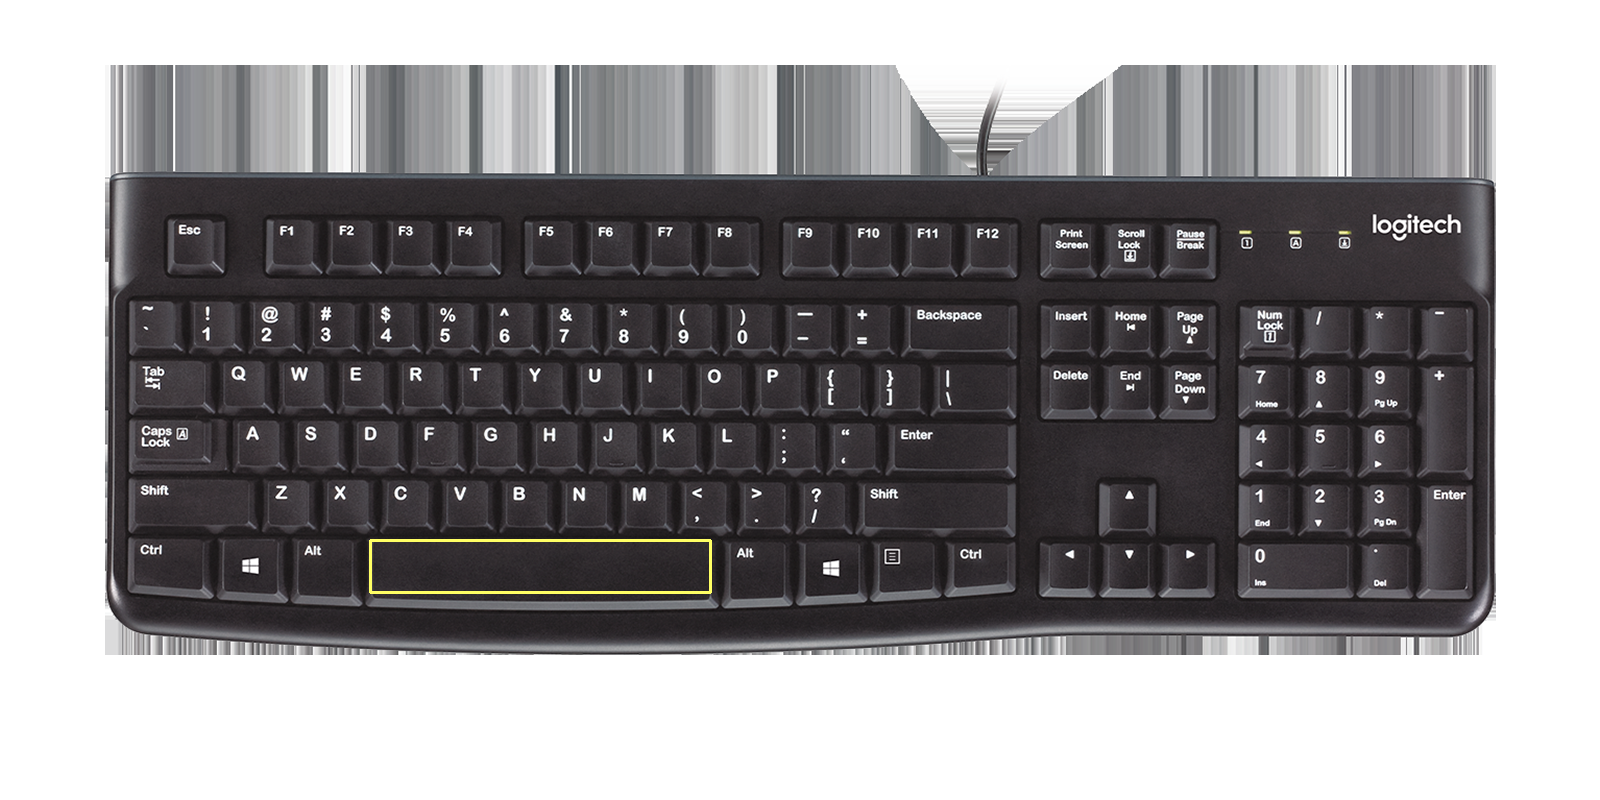 logitech
Esc F1 F2 F3 F4 F5 F6 F7 F8 F9 F10 F11 F12 Print Screen Scroll Lock Pause Break 1 A
~ ` ! 1 @ 2 # 3 $ 4 % 5 ^ 6 & 7 * 8 ( 9 ) 0 — – + = Backspace Insert Home Page Up Num Lock 1 / * -
Tab Q W E R T Y U I O P { [ } ] | \ Delete End Page Down 7 Home 8 9 Pg Up +
Caps Lock A A S D F G H J K L : ; “ ‘ Enter 4 5 6
Shift Z X C V B N M < , > . ? / Shift 1 End 2 3 Pg Dn Enter
Ctrl Alt Alt Ctrl 0 Ins . Del